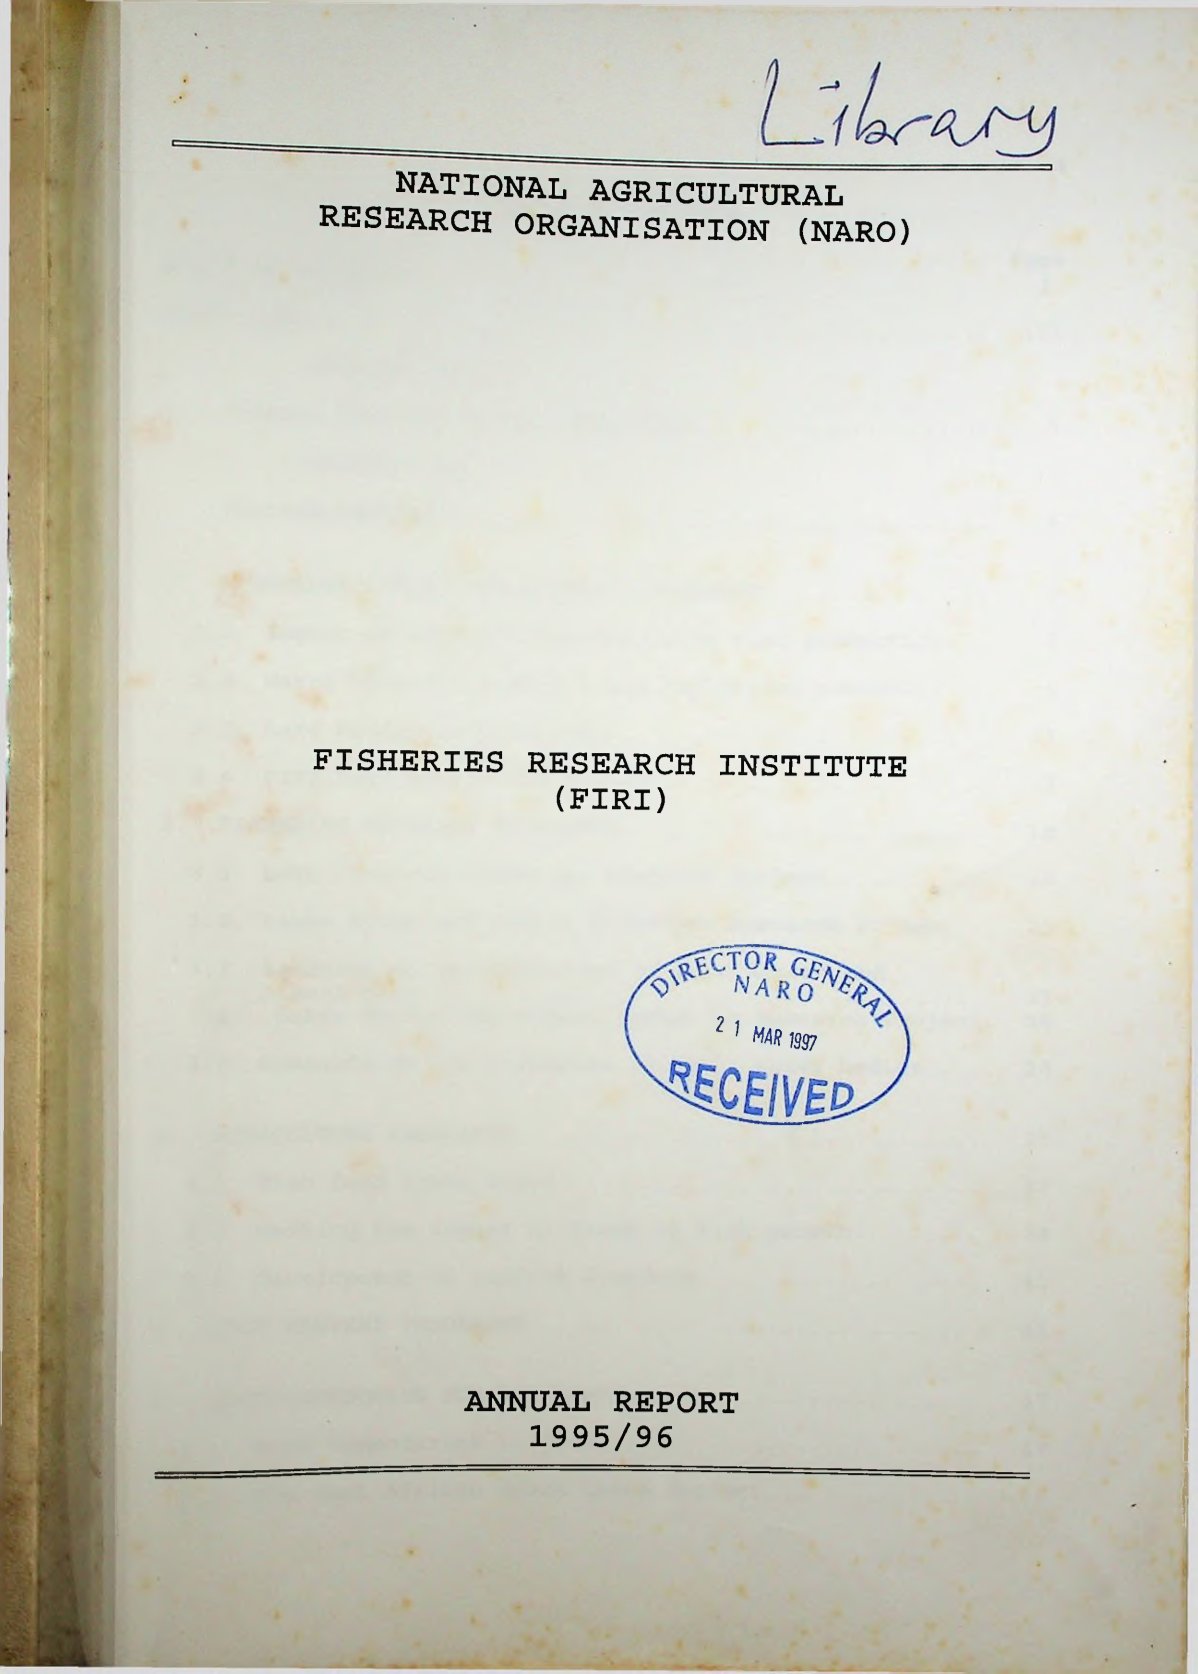 Library
NATIONAL AGRICULTURAL
RESEARCH ORGANISATION (NARO)
FISHERIES RESEARCH INSTITUTE
(FIRI)
DIRECTOR GENERAL
NARO
21 MAR 1997
RECEIVED
ANNUAL REPORT
1995/96